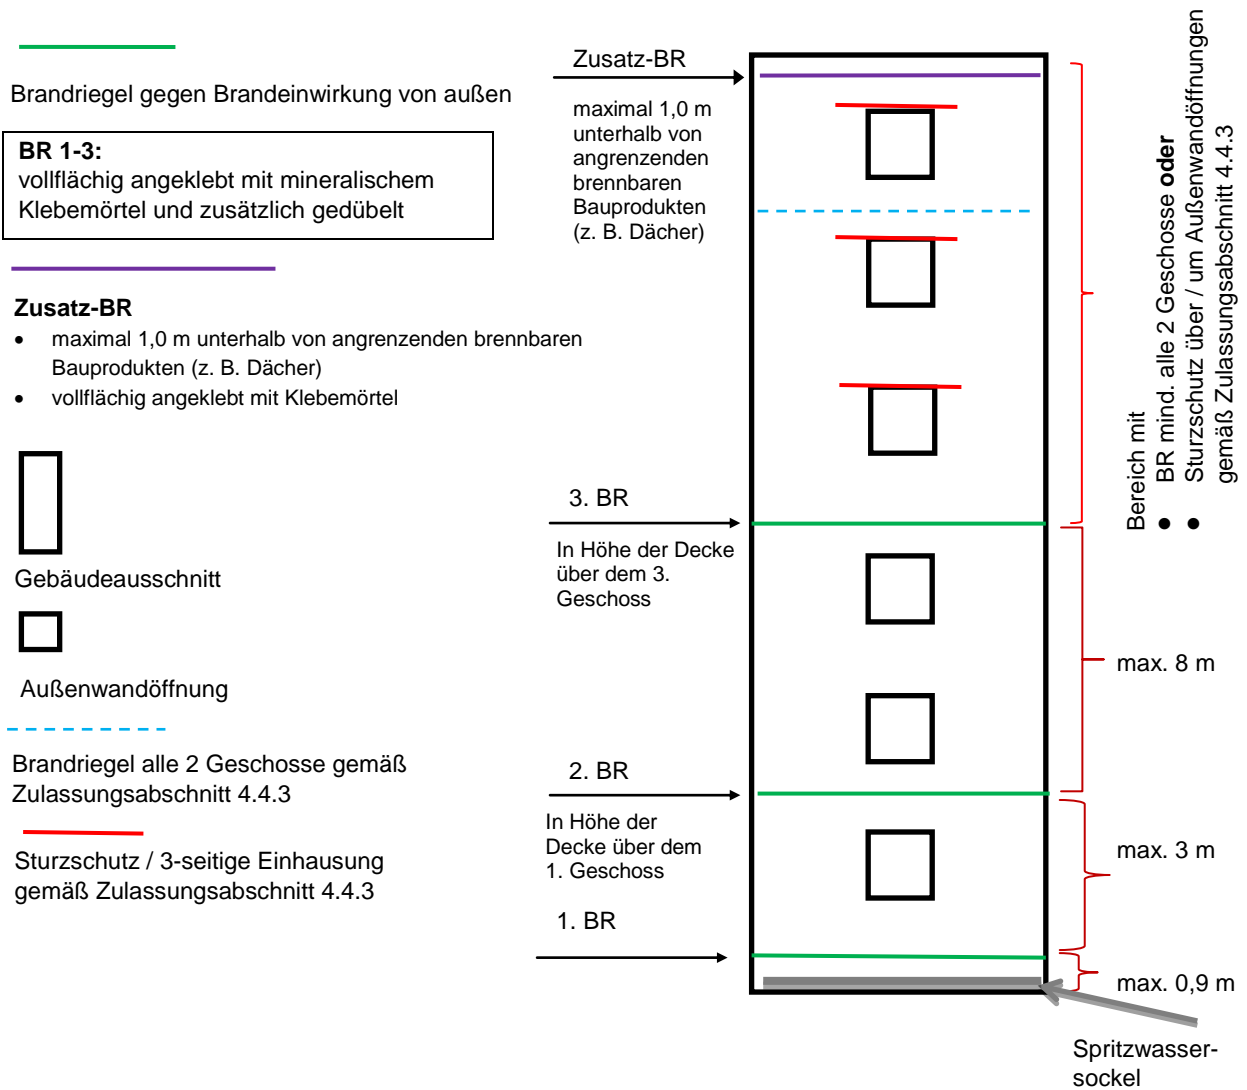 Brandriegel gegen Brandeinwirkung von außen
BR 1-3:
vollflächig angeklebt mit mineralischem
Klebemörtel und zusätzlich gedübelt
Zusatz-BR
• maximal 1,0 m unterhalb von angrenzenden brennbaren
Bauprodukten (z. B. Dächer)
• vollflächig angeklebt mit Klebemörtel
Gebäudeausschnitt
Außenwandöffnung
Brandriegel alle 2 Geschosse gemäß
Zulassungsabschnitt 4.4.3
Sturzschutz / 3-seitige Einhausung
gemäß Zulassungsabschnitt 4.4.3
Zusatz-BR
maximal 1,0 m
unterhalb von
angrenzenden
brennbaren
Bauprodukten
(z. B. Dächer)
3. BR
In Höhe der Decke
über dem 3.
Geschoss
2. BR
In Höhe der
Decke über dem
1. Geschoss
1. BR
Bereich mit
• BR mind. alle 2 Geschosse oder
• Sturzschutz über / um Außenwandöffnungen
gemäß Zulassungsabschnitt 4.4.3
max. 8 m
max. 3 m
max. 0,9 m
Spritzwasser-
sockel